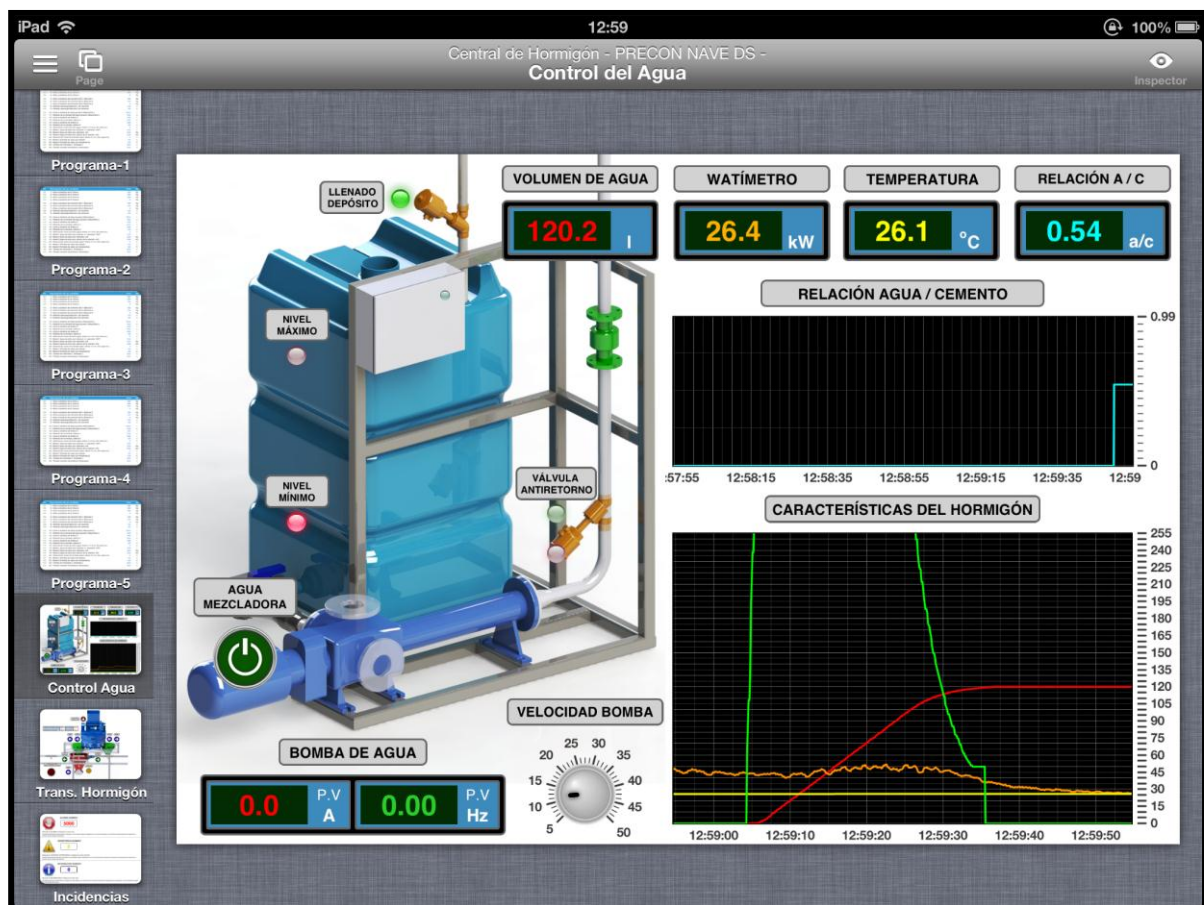 iPad
12:59
100%
Central de Hormigón - PRECON NAVE DS -
Control del Agua
Page
Inspector
Programa-1
Programa-2
Programa-3
Programa-4
Programa-5
Control Agua
Trans. Hormigón
Incidencias
LLENADO
DEPÓSITO
VOLUMEN DE AGUA
120.2 l
WATÍMETRO
26.4 kW
TEMPERATURA
26.1 °C
RELACIÓN A / C
0.54 a/c
NIVEL
MÁXIMO
NIVEL
MÍNIMO
VÁLVULA
ANTIRETORNO
AGUA
MEZCLADORA
RELACIÓN AGUA / CEMENTO
0.99
0
:57:55 12:58:15 12:58:35 12:58:55 12:59:15 12:59:35 12:59
CARACTERÍSTICAS DEL HORMIGÓN
255
240
225
210
195
180
165
150
135
120
105
90
75
60
45
30
15
0
12:59:00 12:59:10 12:59:20 12:59:30 12:59:40 12:59:50
VELOCIDAD BOMBA
5 10 15 20 25 30 35 40 45 50
BOMBA DE AGUA
0.0 P.V A
0.00 P.V Hz